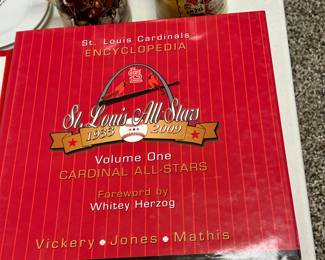 St. Louis Cardinals
ENCYCLOPEDIA
St. Louis All-Stars
1933 2009
Volume One
CARDINAL ALL-STARS
Foreword by
Whitey Herzog
Vickery • Jones • Mathis